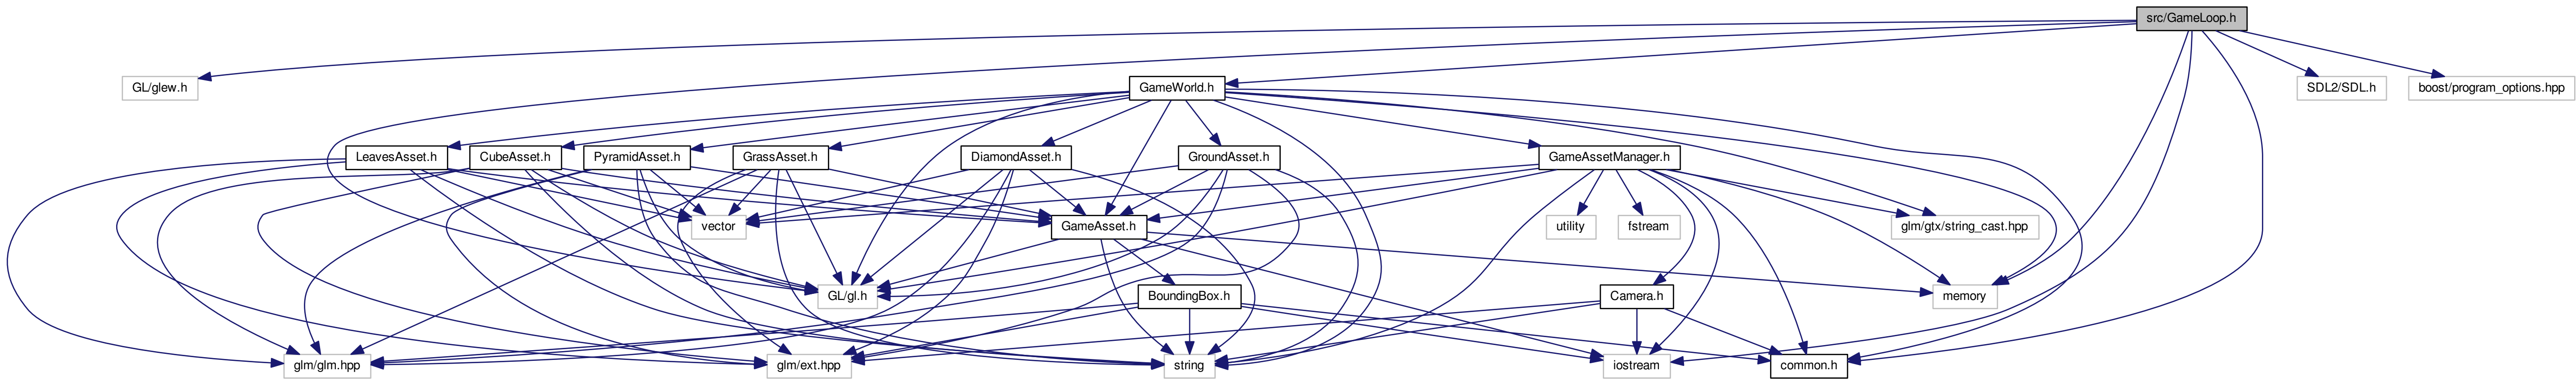 src/GameLoop.h
GL/glew.h
GameWorld.h
SDL2/SDL.h
boost/program_options.hpp
LeavesAsset.h
CubeAsset.h
PyramidAsset.h
GrassAsset.h
DiamondAsset.h
GroundAsset.h
GameAssetManager.h
vector
GameAsset.h
utility
fstream
glm/gtx/string_cast.hpp
GL/gl.h
BoundingBox.h
Camera.h
memory
glm/glm.hpp
glm/ext.hpp
string
iostream
common.h